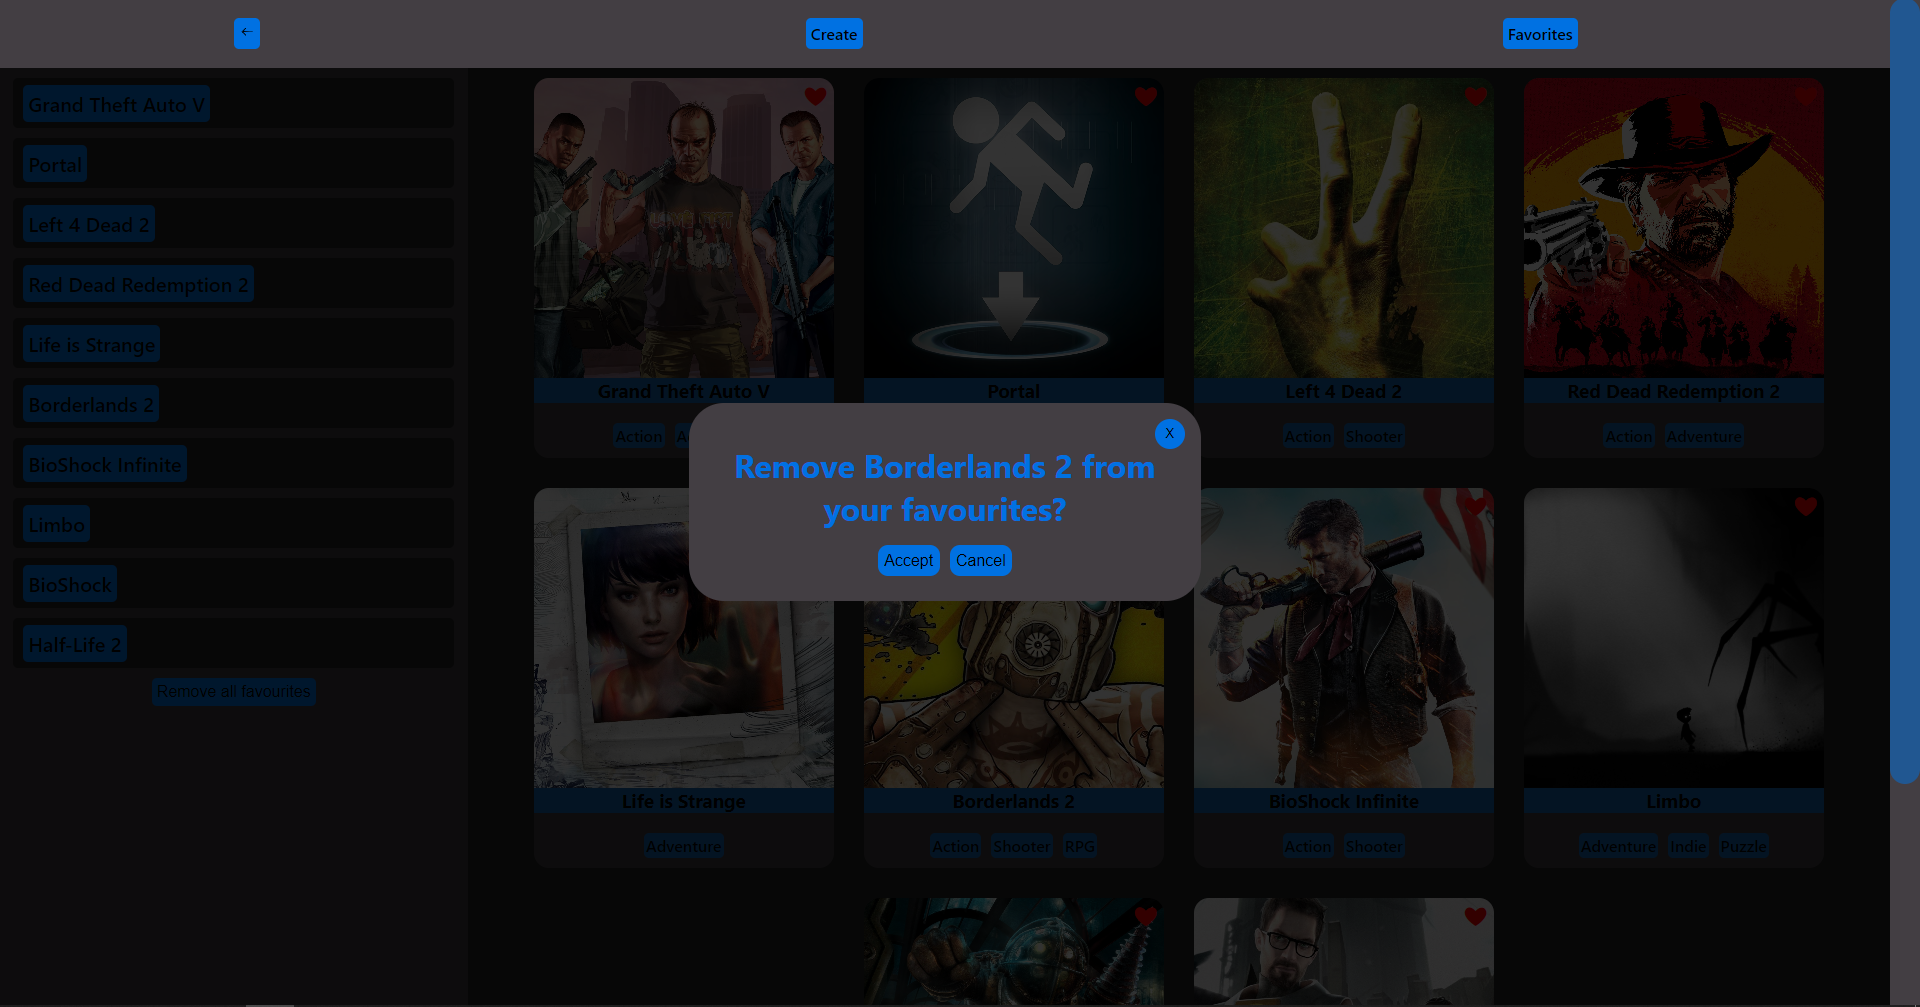 ←
Create
Favorites
Grand Theft Auto V
Portal
Left 4 Dead 2
Red Dead Redemption 2
Life is Strange
Borderlands 2
BioShock Infinite
Limbo
BioShock
Half-Life 2
Remove all favourites
Grand Theft Auto V
Action
Portal
Left 4 Dead 2
Action Shooter
Red Dead Redemption 2
Action Adventure
X
Remove Borderlands 2 from
your favourites?
Accept Cancel
Life is Strange
Adventure
Borderlands 2
Action Shooter RPG
BioShock Infinite
Action Shooter
Limbo
Adventure Indie Puzzle